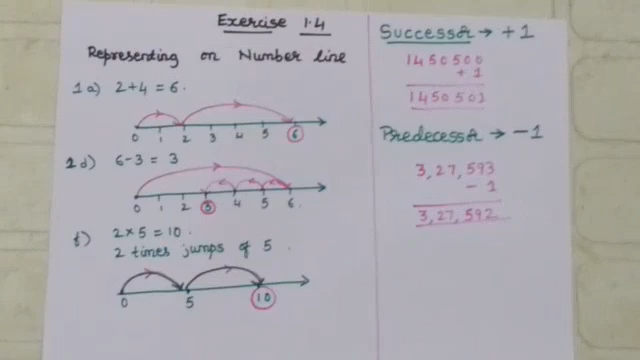 Exercise 1.4
Representing on Number line
1a) 2+4 = 6.
0 1 2 3 4 5 6
1d) 6-3 = 3
0 1 2 3 4 5 6.
f) 2×5 = 10.
2 times jumps of 5.
0 5 10
Successor → +1
1450500
+ 1
1450501
Predecessor → -1
3,27,593
- 1
3,27,592